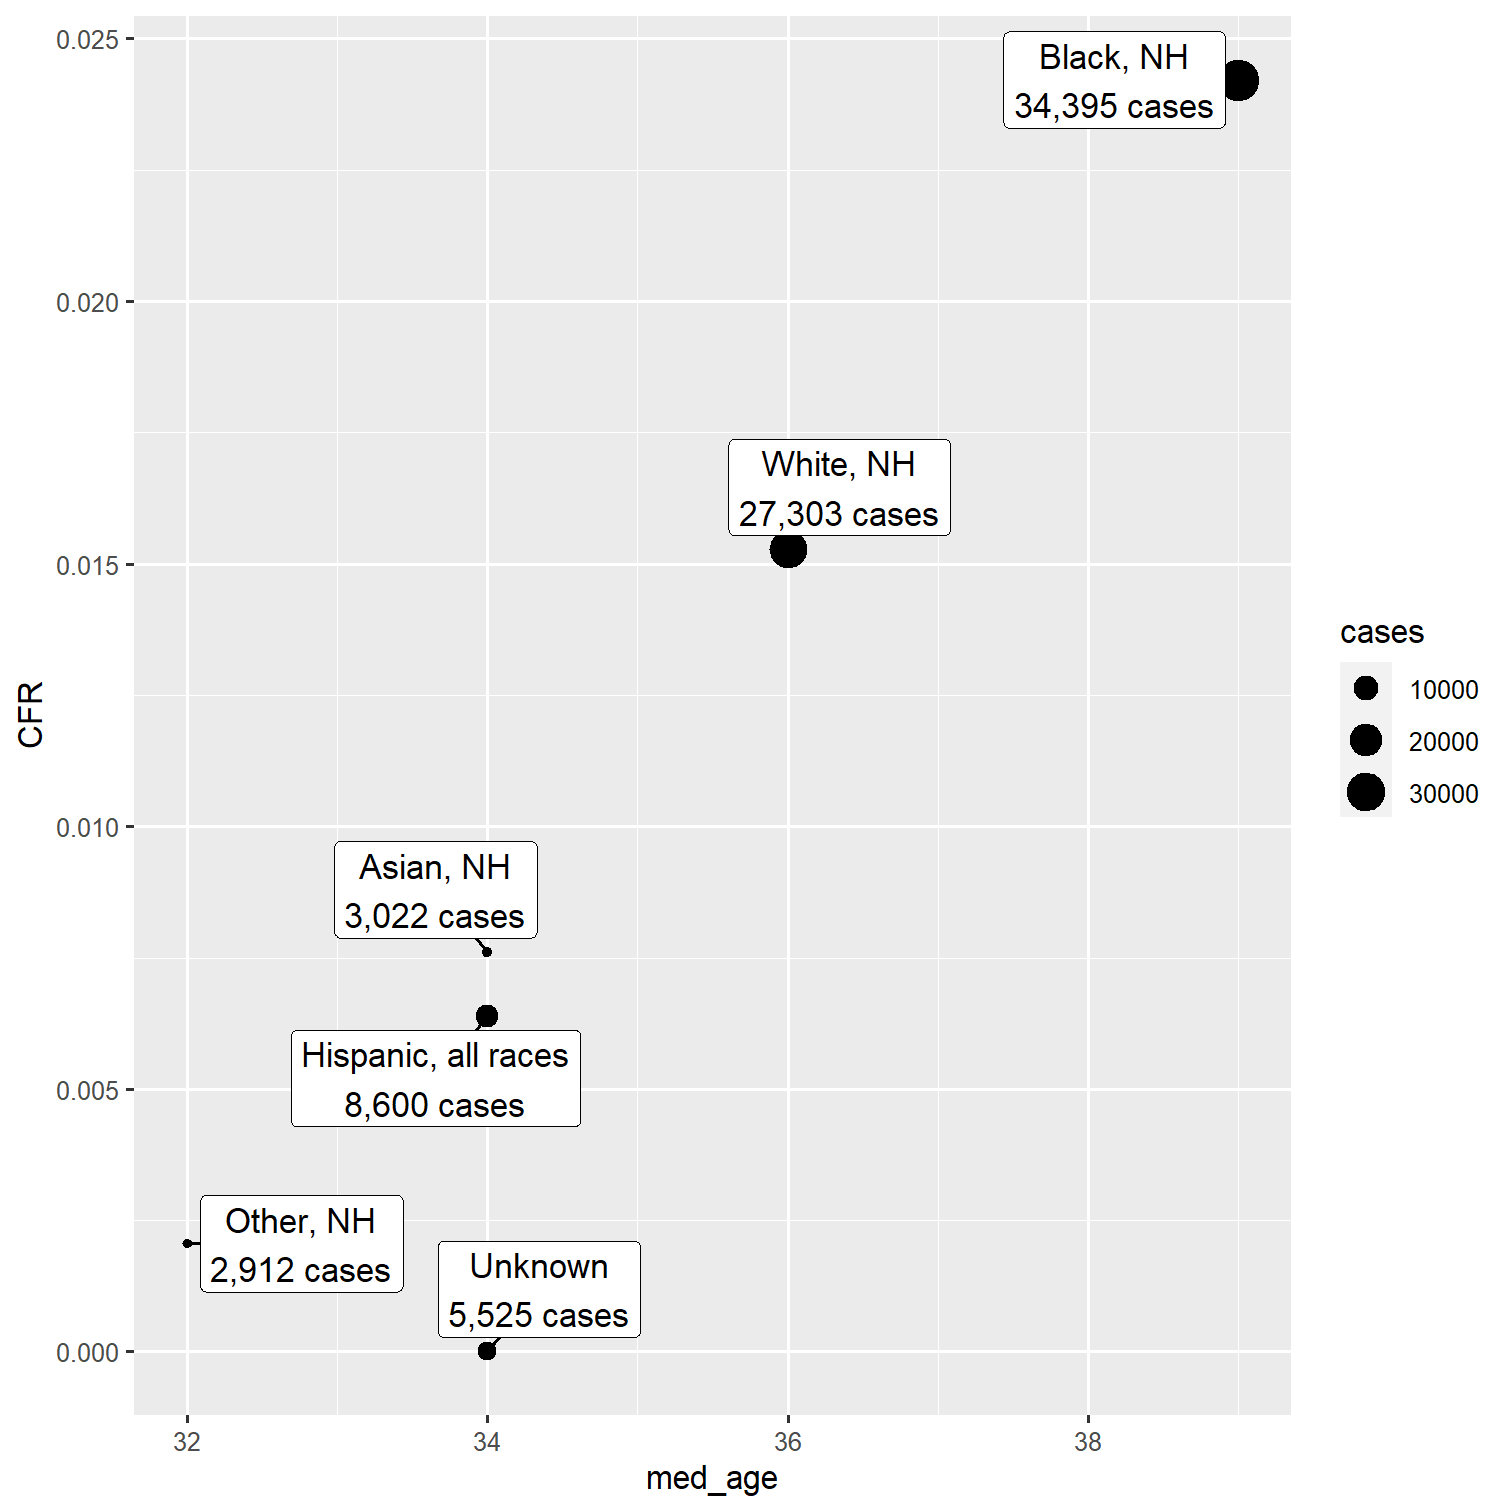 0.025
0.020
0.015
0.010
0.005
0.000
CFR
Black, NH
34,395 cases
White, NH
27,303 cases
Asian, NH
3,022 cases
Hispanic, all races
8,600 cases
Other, NH
2,912 cases
Unknown
5,525 cases
32 34 36 38
med_age
cases
10000
20000
30000